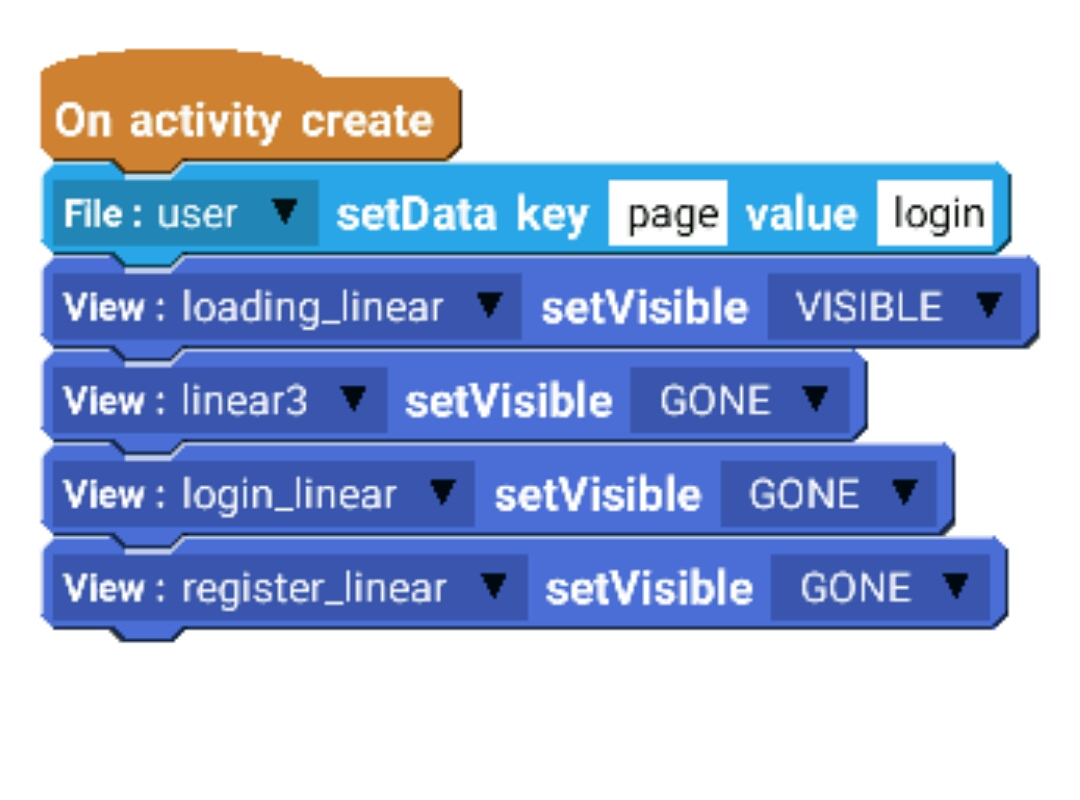 On activity create
File : user setData key page value login
View : loading_linear setVisible VISIBLE
View : linear3 setVisible GONE
View : login_linear setVisible GONE
View : register_linear setVisible GONE